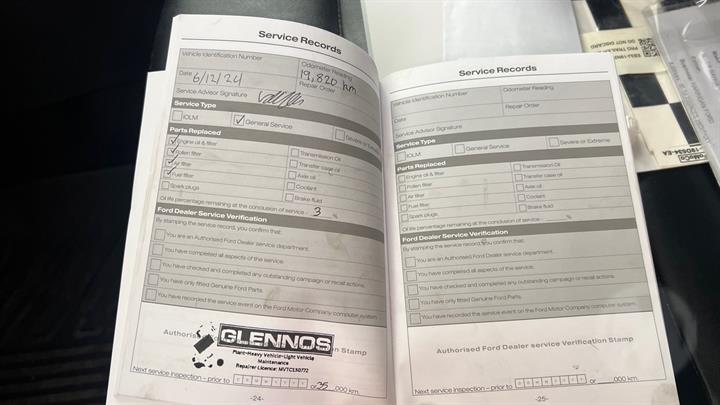 Service Records
Vehicle Identification Number
Odometer Reading
19,820 km
Date 6/12/24
Repair Order
Service Advisor Signature
Service Type
IOLM
General Service
Severe or Extreme
Parts Replaced
Engine oil & filter
Transmission Oil
Pollen filter
Transfer case oil
Air filter
Axle oil
Fuel filter
Coolant
Spark plugs
Brake fluid
Oil life percentage remaining at the conclusion of service - 3 %
Ford Dealer Service Verification
By stamping the service record, you confirm that:
You are an Authorised Ford Dealer service department.
You have completed all aspects of the service.
You have checked and completed any outstanding campaign or recall actions.
You have only fitted Genuine Ford Parts.
You have recorded the service event on the Ford Motor Company computer system.
Authoris
GLENNOS
n Stamp
Plant-Heavy Vehicle-Light Vehicle
Maintenance
Repairer Licence:
Next service Inspection – prior to
or 35 ,000 km.
-24-
Service Records
Vehicle Identification Number
Odometer Reading
Date
Repair Order
Service Advisor Signature
Service Type
IOLM
General Service
Severe or Extreme
Parts Replaced
Engine oil & filter
Transmission Oil
Pollen filter
Transfer case oil
Air filter
Axle oil
Fuel filter
Coolant
Spark plugs
Brake fluid
Oil life percentage remaining at the conclusion of service - %
Ford Dealer Service Verification
By stamping the service record, you confirm that:
You are an Authorised Ford Dealer service department.
You have completed all aspects of the service.
You have checked and completed any outstanding campaign or recall actions.
You have only fitted Genuine Ford Parts.
You have recorded the service event on the Ford Motor Company computer system.
Authorised Ford Dealer service Verification Stamp
Next service Inspection – prior to
or ,000 km.
-25-
DO NOT DISCARD